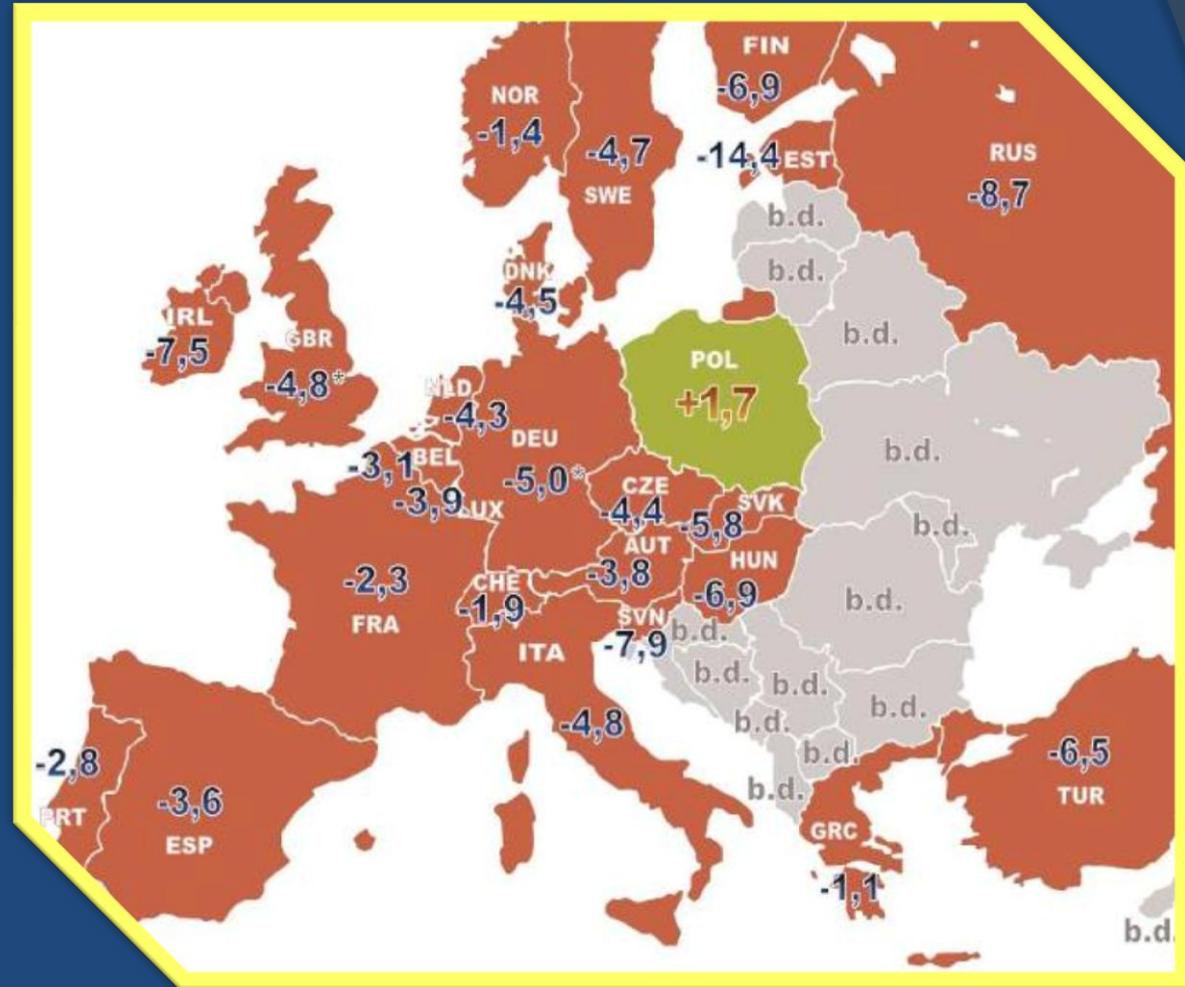 FIN
-6,9
NOR
-1,4
-4,7
SWE
-14,4 EST
RUS
-8,7
b.d.
DNK
-4,5
b.d.
IRL
-7,5
GBR
-4,8*
b.d.
POL
+1,7
NLD
-4,3
DEU
-5,0*
BEL
-3,1
-3,9
LUX
b.d.
CZE
-4,4
SVK
-5,8
b.d.
AUT
-3,8
HUN
-6,9
-2,3
FRA
CHE
-1,9
b.d.
SVN
-7,9
b.d.
ITA
-4,8
b.d.
b.d.
b.d.
b.d.
b.d.
b.d.
-2,8
PRT
-3,6
ESP
-6,5
TUR
GRC
-1,1
b.d.